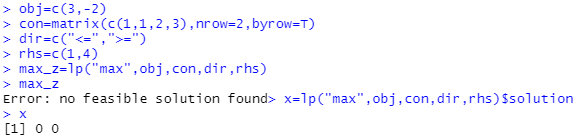 > obj=c(3,-2)
> con=matrix(c(1,1,2,3),nrow=2,byrow=T)
> dir=c("<=",">=")
> rhs=c(1,4)
> max_z=lp("max",obj,con,dir,rhs)
> max_z
Error: no feasible solution found> x=lp("max",obj,con,dir,rhs)$solution
> x
[1] 0 0